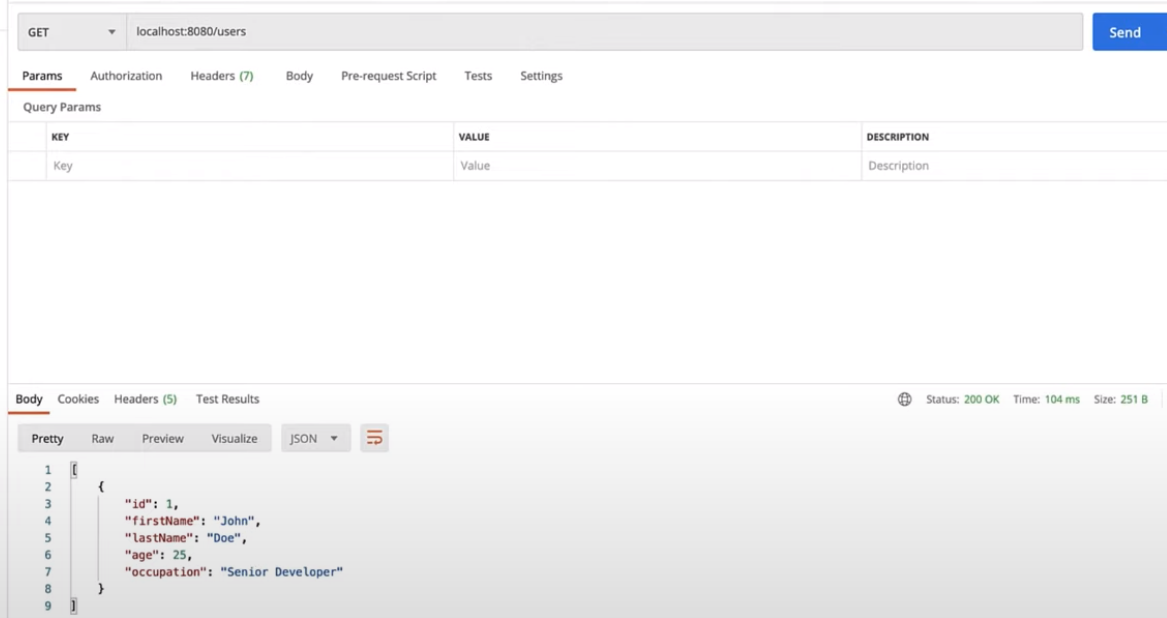 GET localhost:8080/users Send
Params Authorization Headers (7) Body Pre-request Script Tests Settings
Query Params
KEY VALUE DESCRIPTION
Key Value Description
Body Cookies Headers (5) Test Results Status: 200 OK Time: 104 ms Size: 251 B
Pretty Raw Preview Visualize JSON
1 [
2 {
3 "id": 1,
4 "firstName": "John",
5 "lastName": "Doe",
6 "age": 25,
7 "occupation": "Senior Developer"
8 }
9 ]